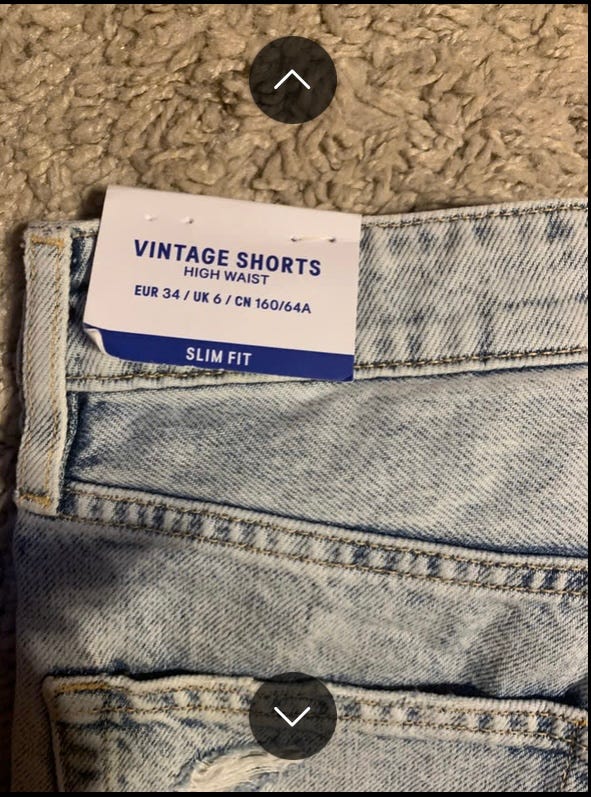 VINTAGE SHORTS
HIGH WAIST
EUR 34 / UK 6 / CN 160/64A
SLIM FIT